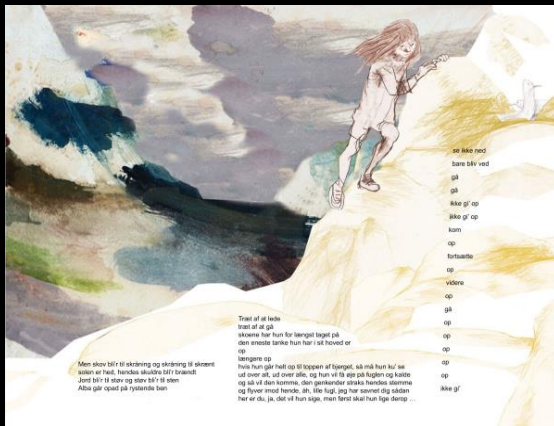 Men skov bli'r til skråning og skråning til skrænt
solen er hed, hendes skuldre bli'r brændt
Jord bli'r til støv og støv bli'r til sten
Alba går opad på rystende ben
Træt af at lede
træt af at gå
skoene har hun for længst taget på
den eneste tanke hun har i sit hoved er
op
længere op
hvis hun går helt op til toppen af bjerget, så må hun ku' se
ud over alt, ud over alle, og hun vil få øje på fuglen og kalde
og så vil den komme, den genkender straks hendes stemme
og flyver imod hende, åh, lille fugl, jeg har savnet dig sådan
her er du, ja, det vil hun sige, men først skal hun lige derop ...
se ikke ned
bare bliv ved
gå
gå
ikke gi' op
ikke gi' op
kom
op
fortsætte
op
videre
op
gå
op
op
op
op
op
ikke gi'